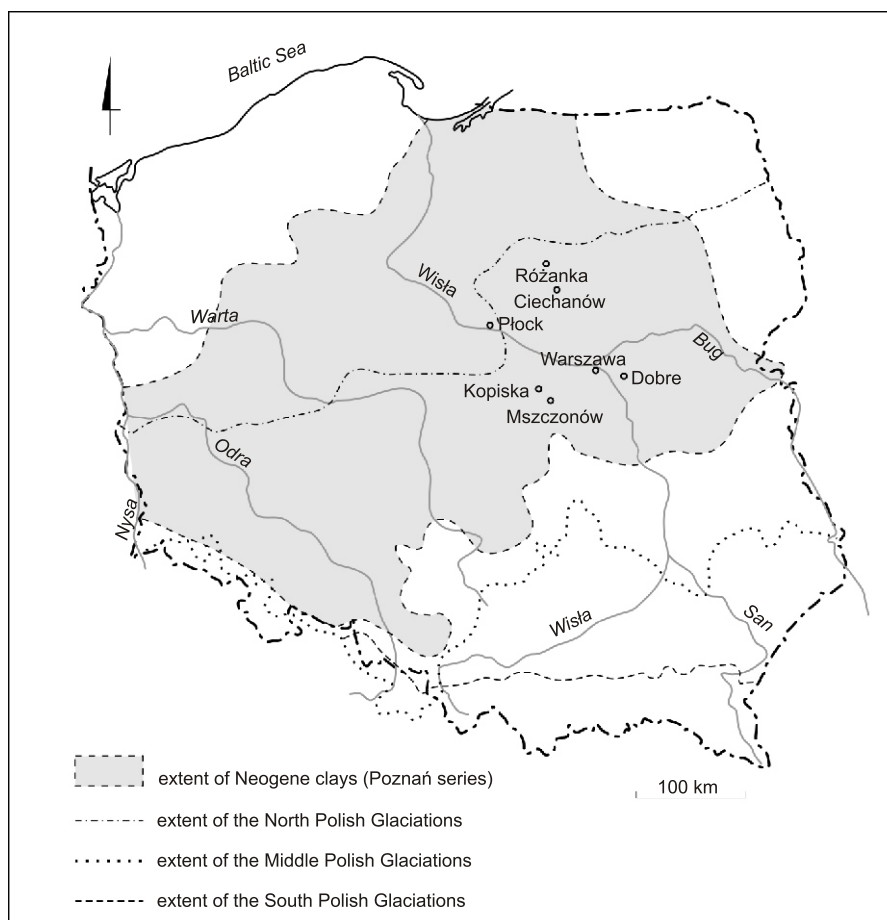 Baltic Sea
Wisła
Różanka
Ciechanów
Płock
Warta
Warszawa
Bug
Dobre
Kopiska
Mszczonów
Odra
Nysa
Wisła
San
extent of Neogene clays (Poznań series)
100 km
extent of the North Polish Glaciations
extent of the Middle Polish Glaciations
extent of the South Polish Glaciations